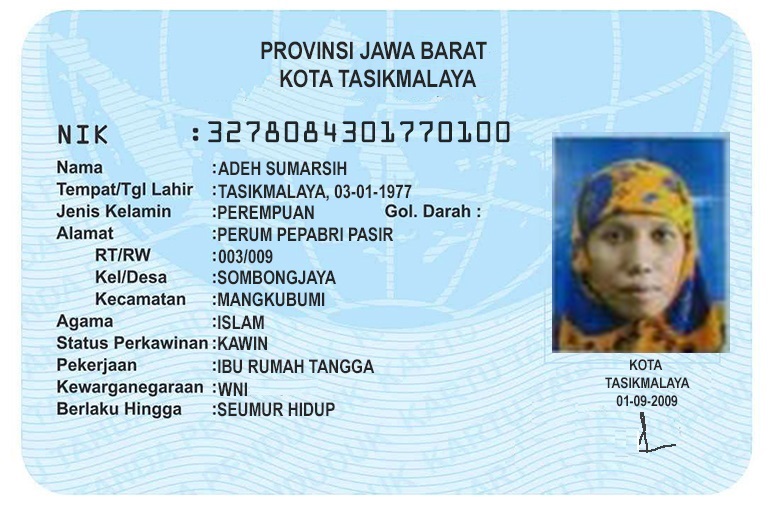 PROVINSI JAWA BARAT
KOTA TASIKMALAYA
NIK :3278084301770100
Nama :ADEH SUMARSIH
Tempat/Tgl Lahir :TASIKMALAYA, 03-01-1977
Jenis Kelamin :PEREMPUAN Gol. Darah :
Alamat :PERUM PEPABRI PASIR
RT/RW :003/009
Kel/Desa :SOMBONGJAYA
Kecamatan :MANGKUBUMI
Agama :ISLAM
Status Perkawinan :KAWIN
Pekerjaan :IBU RUMAH TANGGA
Kewarganegaraan :WNI
Berlaku Hingga :SEUMUR HIDUP
KOTA
TASIKMALAYA
01-09-2009